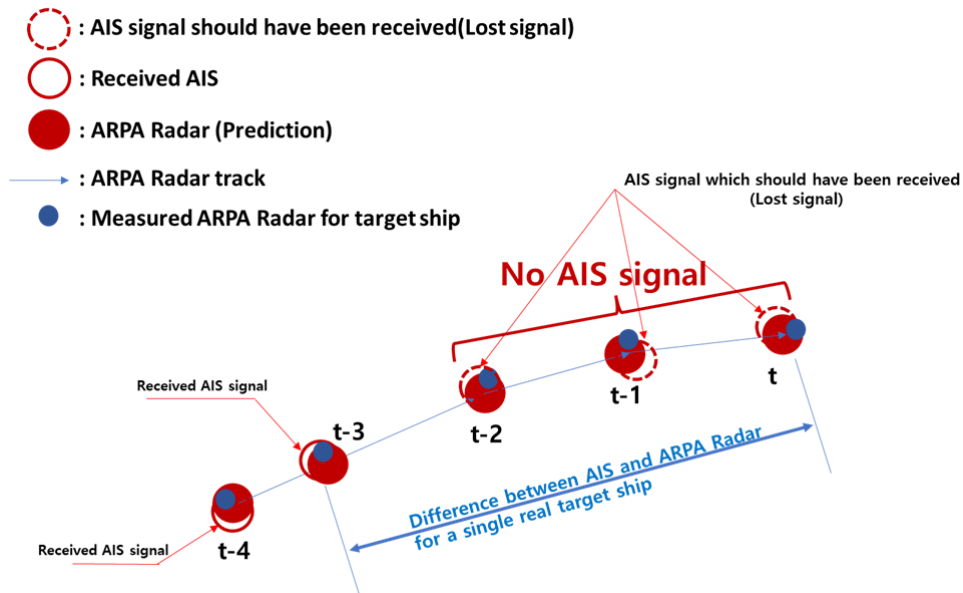 : AIS signal should have been received(Lost signal)
: Received AIS
: ARPA Radar (Prediction)
: ARPA Radar track
: Measured ARPA Radar for target ship
AIS signal which should have been received
(Lost signal)
No AIS signal
Received AIS signal
t-3
t-2
t-1
t
Difference between AIS and ARPA Radar
for a single real target ship
Received AIS signal
t-4